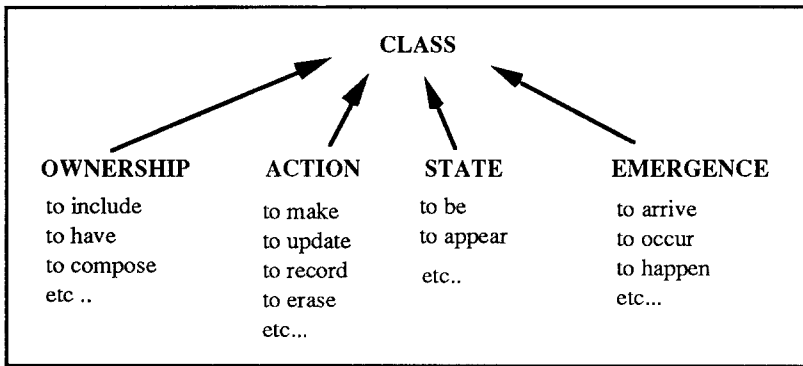 CLASS
OWNERSHIP
to include
to have
to compose
etc ..
ACTION
to make
to update
to record
to erase
etc...
STATE
to be
to appear
etc..
EMERGENCE
to arrive
to occur
to happen
etc...